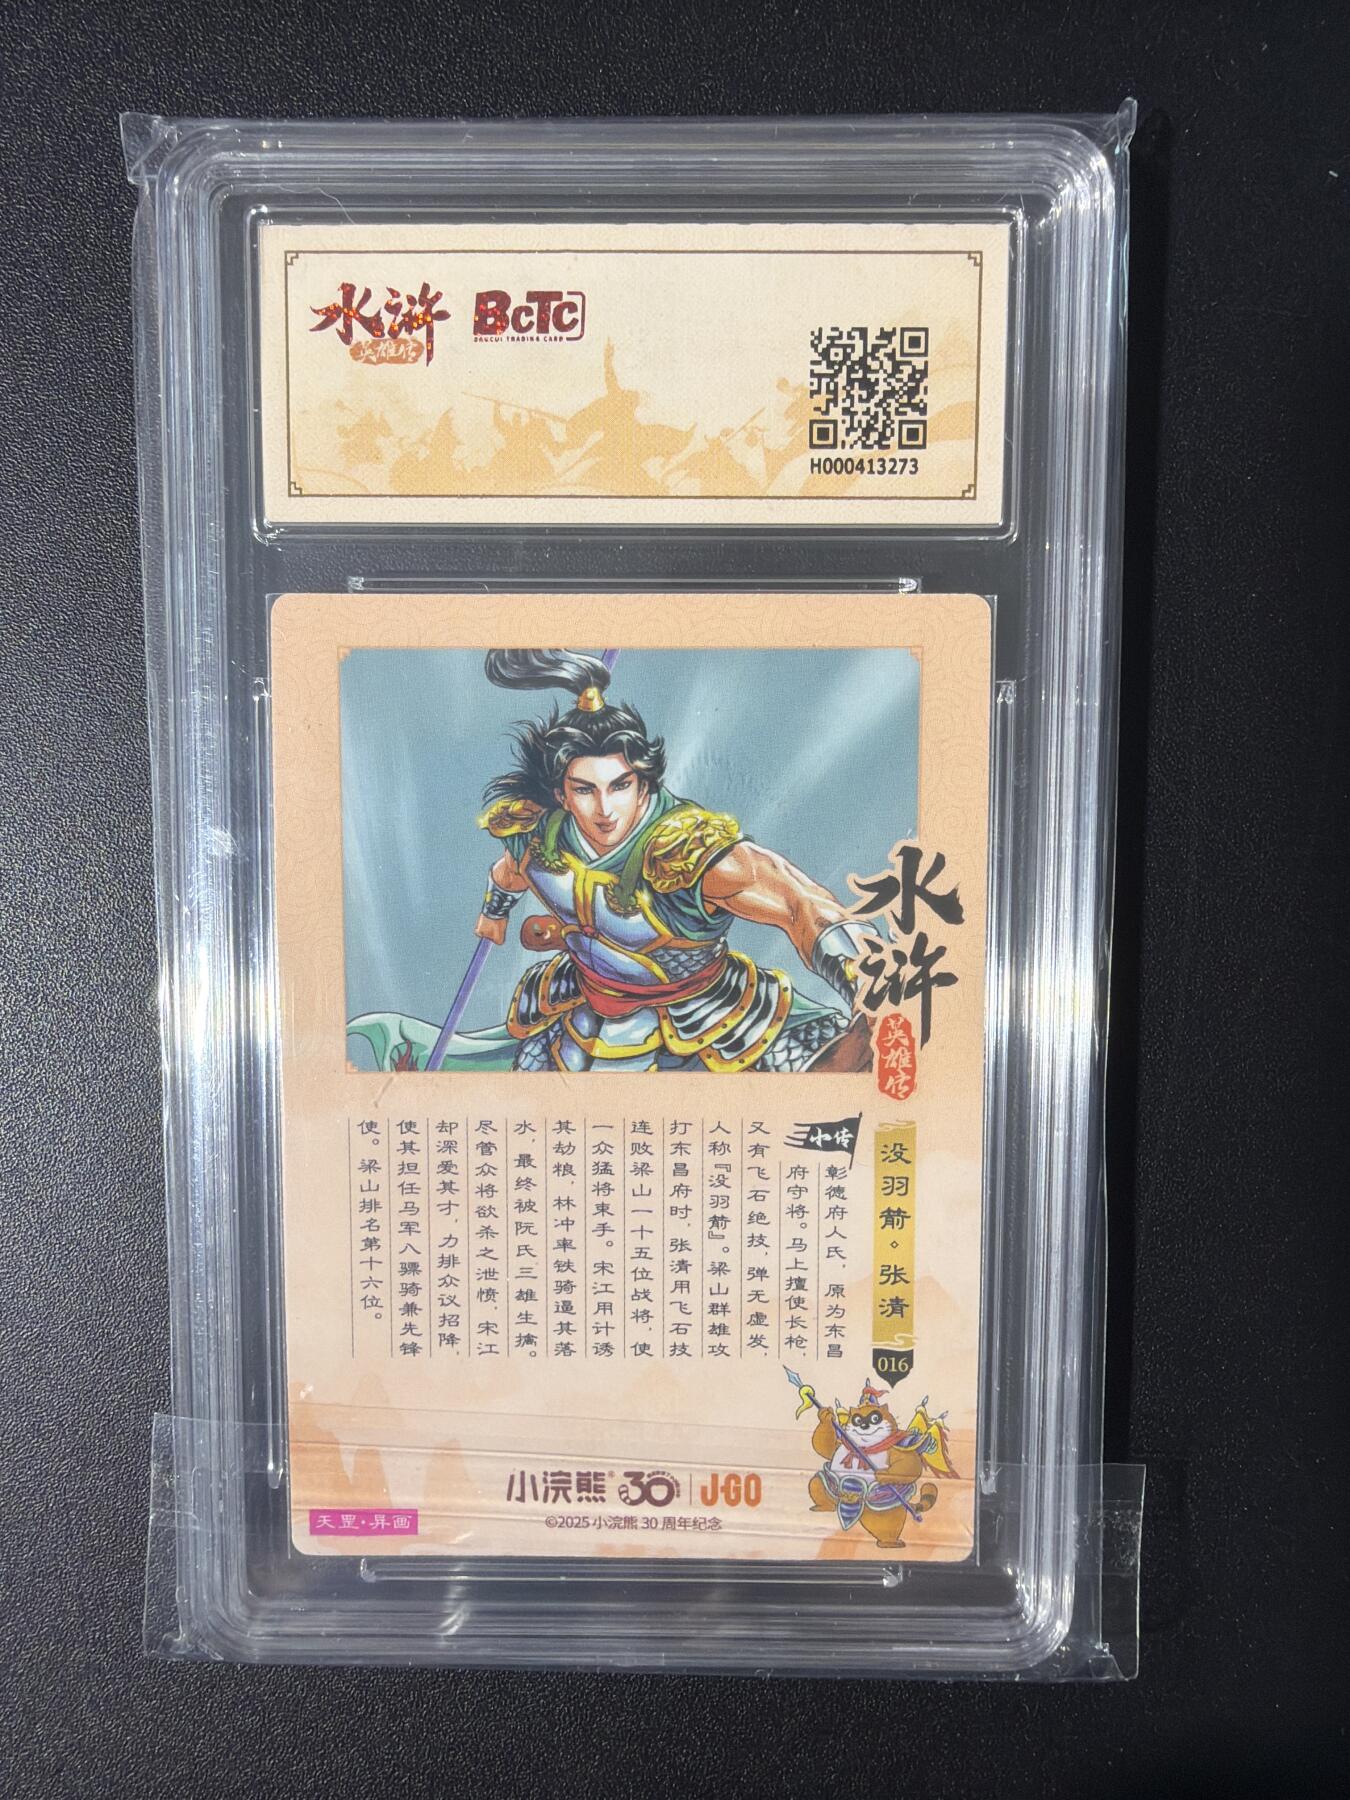 水浒
英雄传
BCTC
BAOCUI TRADING CARD
H000413273
水浒
英雄传
没羽箭◇张清
016
小传
彰德府人氏，原为东昌
府守将。马上擅使长枪，
又有飞石绝技，弹无虚发，
人称『没羽箭』。梁山群雄攻
打东昌府时，张清用飞石技
连败梁山一十五位战将，使
一众猛将束手。宋江用计诱
其劫粮，林冲率铁骑逼其落
水，最终被阮氏三雄生擒。
尽管众将欲杀之泄愤，宋江
却深爱其才，力排众议招降，
使其担任马军八骠骑兼先锋
使。梁山排名第十六位。
小浣熊® 30 | J·GO
©2025 小浣熊 30 周年纪念
天罡·异画